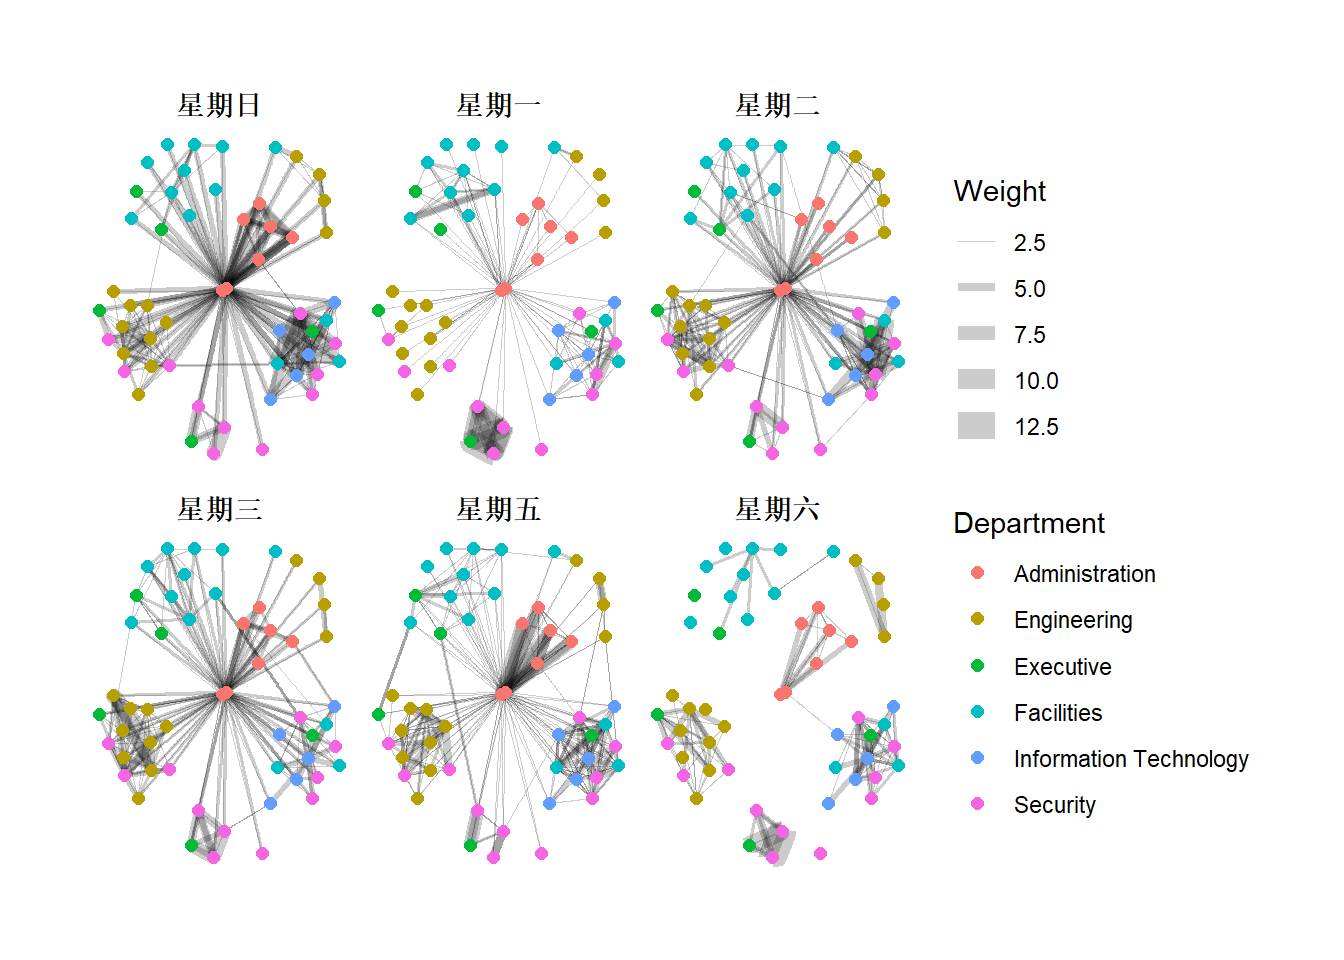 星期日
星期一
星期二
星期三
星期五
星期六
Weight
2.5
5.0
7.5
10.0
12.5
Department
Administration
Engineering
Executive
Facilities
Information Technology
Security